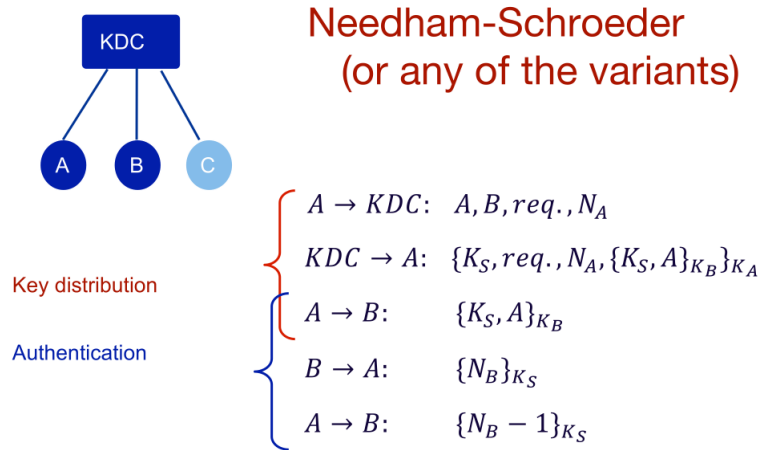 KDC
Needham-Schroeder
(or any of the variants)
A
B
C
A → KDC: A, B, req., N_A
KDC → A: {K_S, req., N_A, {K_S, A}_{K_B}}_{K_A}
Key distribution
A → B: {K_S, A}_{K_B}
Authentication
B → A: {N_B}_{K_S}
A → B: {N_B − 1}_{K_S}